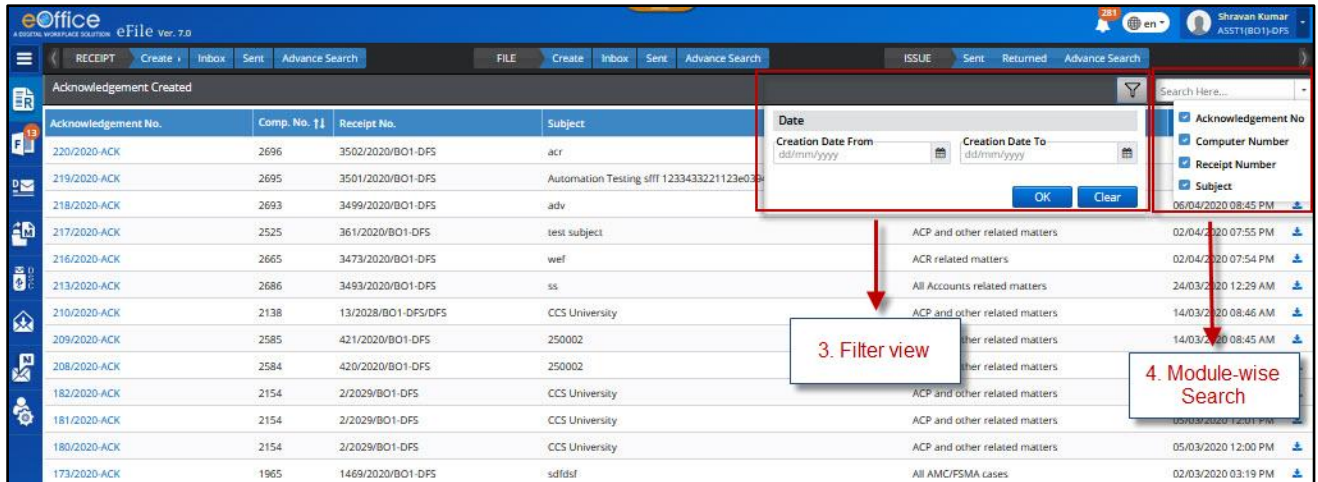 281
eOffice
A DIGITAL WORKPLACE SOLUTION eFile Ver. 7.0
en
Shravan Kumar
ASST1(BO1)-DFS
RECEIPT Create Inbox Sent Advance Search FILE Create Inbox Sent Advance Search ISSUE Sent Returned Advance Search
Acknowledgement Created
Search Here...
Acknowledgement No. Comp. No. Receipt No. Subject
Date
Creation Date From Creation Date To
dd/mm/yyyy dd/mm/yyyy
OK Clear
Acknowledgement No
Computer Number
Receipt Number
Subject
13
220/2020-ACK 2696 3502/2020/BO1-DFS acr
219/2020-ACK 2695 3501/2020/BO1-DFS Automation Testing sfff
218/2020-ACK 2693 3499/2020/BO1-DFS adv 06/04/2020 08:45 PM
217/2020-ACK 2525 361/2020/BO1-DFS test subject ACP and other related matters 02/04/2020 07:55 PM
216/2020-ACK 2665 3473/2020/BO1-DFS wef ACR related matters 02/04/2020 07:54 PM
213/2020-ACK 2686 3493/2020/BO1-DFS ss All Accounts related matters 24/03/2020 12:29 AM
210/2020-ACK 2138 13/2028/BO1-DFS/DFS CCS University ACP and other related matters 14/03/2020 08:46 AM
209/2020-ACK 2585 421/2020/BO1-DFS 250002 other related matters 14/03/2020 08:45 AM
208/2020-ACK 2584 420/2020/BO1-DFS 250002 other related matters
182/2020-ACK 2154 2/2029/BO1-DFS CCS University ACP and other related matters
181/2020-ACK 2154 2/2029/BO1-DFS CCS University ACP and other related matters 05/03/2020 12:01 PM
180/2020-ACK 2154 2/2029/BO1-DFS CCS University ACP and other related matters 05/03/2020 12:00 PM
173/2020-ACK 1965 1469/2020/BO1-DFS sdfdsf All AMC/FSMA cases 02/03/2020 03:19 PM
3. Filter view
4. Module-wise
Search